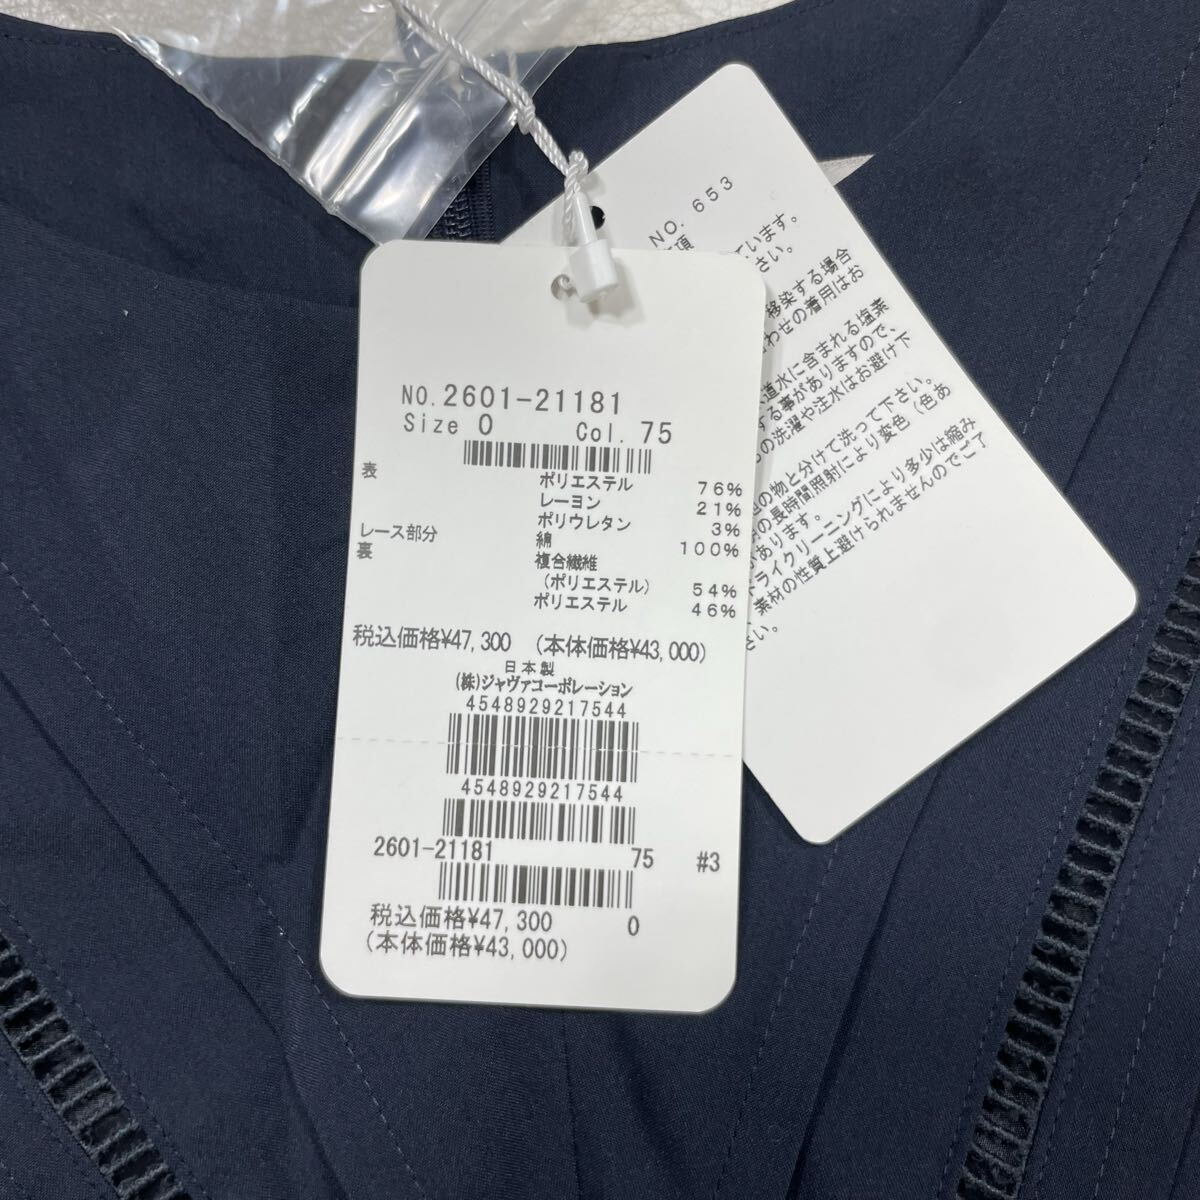 NO.2601-21181
Size 0 Col.75
表 ポリエステル 76%
レーヨン 21%
ポリウレタン 3%
レース部分 綿 100%
裏 複合繊維
(ポリエステル) 54%
ポリエステル 46%
税込価格¥47,300 (本体価格¥43,000)
日本製
(株)ジャヴァコーポレーション
4548929217544
4548929217544
2601-21181 75 #3
税込価格¥47,300 0
(本体価格¥43,000)
NO. 653
項
ています。
さい。
移染する場合
わせの着用はお
道水に含まれる塩素
する事がありますので、
の洗濯や注水はお避け下
の物と分けて洗って下さい。
の長時間照射により変色(色あ
あります。
ライクリーニングにより多少は縮み
素材の性質上避けられませんのでご了
さい。